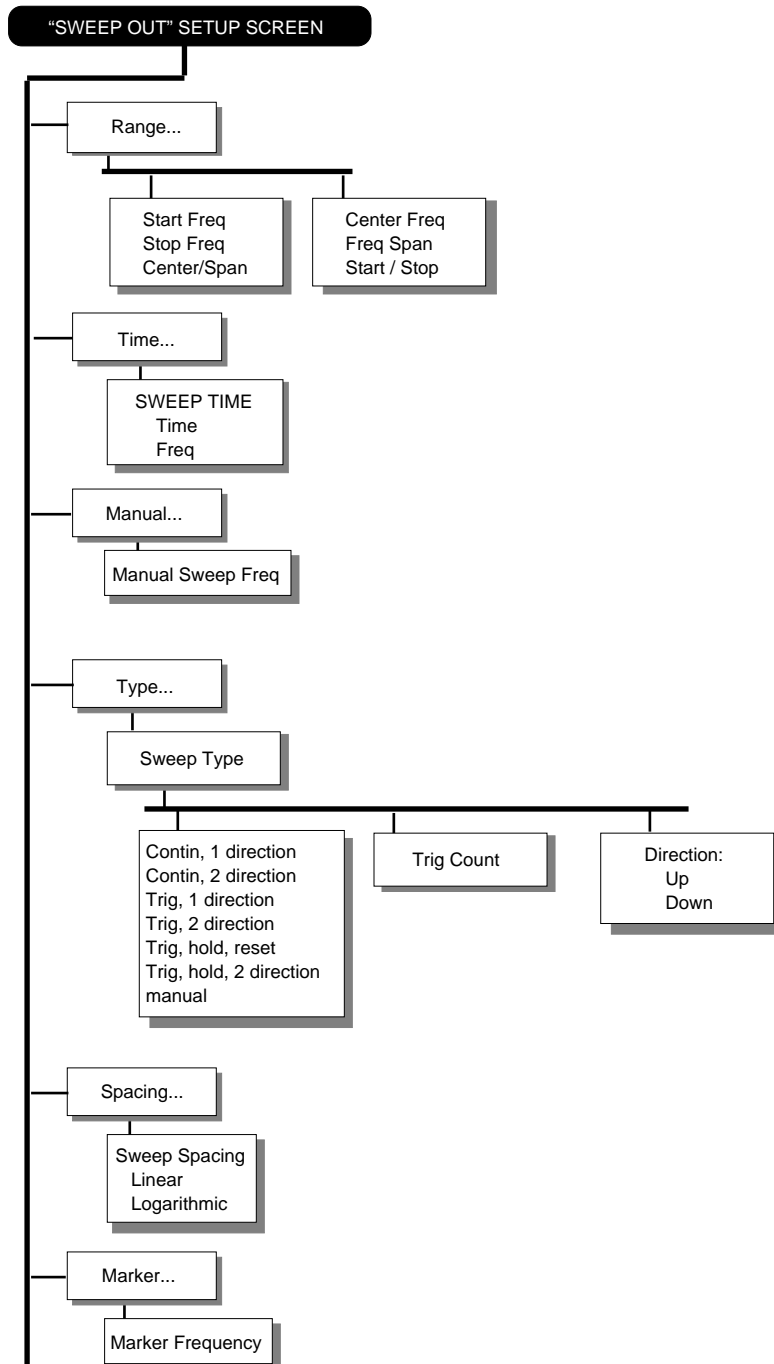 “SWEEP OUT” SETUP SCREEN
Range...
Start Freq
Stop Freq
Center/Span
Center Freq
Freq Span
Start / Stop
Time...
SWEEP TIME
Time
Freq
Manual...
Manual Sweep Freq
Type...
Sweep Type
Contin, 1 direction
Contin, 2 direction
Trig, 1 direction
Trig, 2 direction
Trig, hold, reset
Trig, hold, 2 direction
manual
Trig Count
Direction:
Up
Down
Spacing...
Sweep Spacing
Linear
Logarithmic
Marker...
Marker Frequency